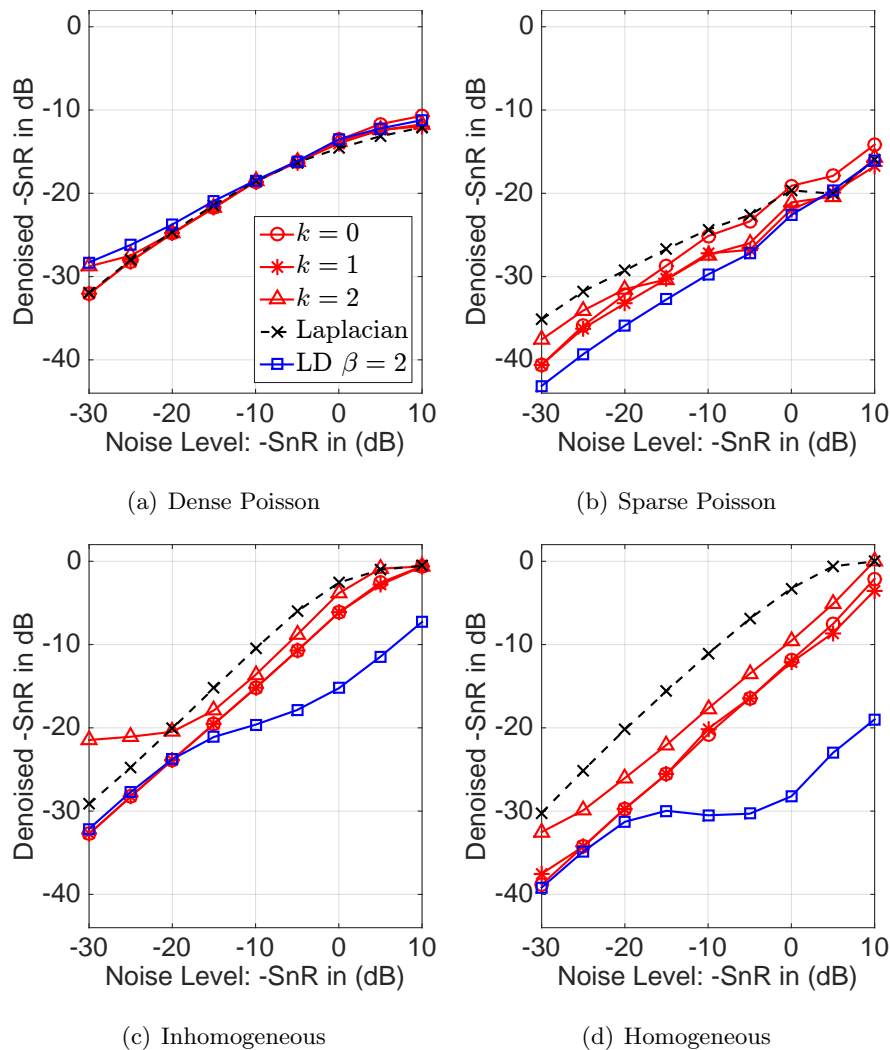 0
-10
-20
-30
-40
Denoised -SnR in dB
k = 0
k = 1
k = 2
Laplacian
LD β = 2
-30 -20 -10 0 10
Noise Level: -SnR in (dB)
(a) Dense Poisson
0
-10
-20
-30
-40
Denoised -SnR in dB
-30 -20 -10 0 10
Noise Level: -SnR in (dB)
(b) Sparse Poisson
0
-10
-20
-30
-40
Denoised -SnR in dB
-30 -20 -10 0 10
Noise Level: -SnR in (dB)
(c) Inhomogeneous
0
-10
-20
-30
-40
Denoised -SnR in dB
-30 -20 -10 0 10
Noise Level: -SnR in (dB)
(d) Homogeneous